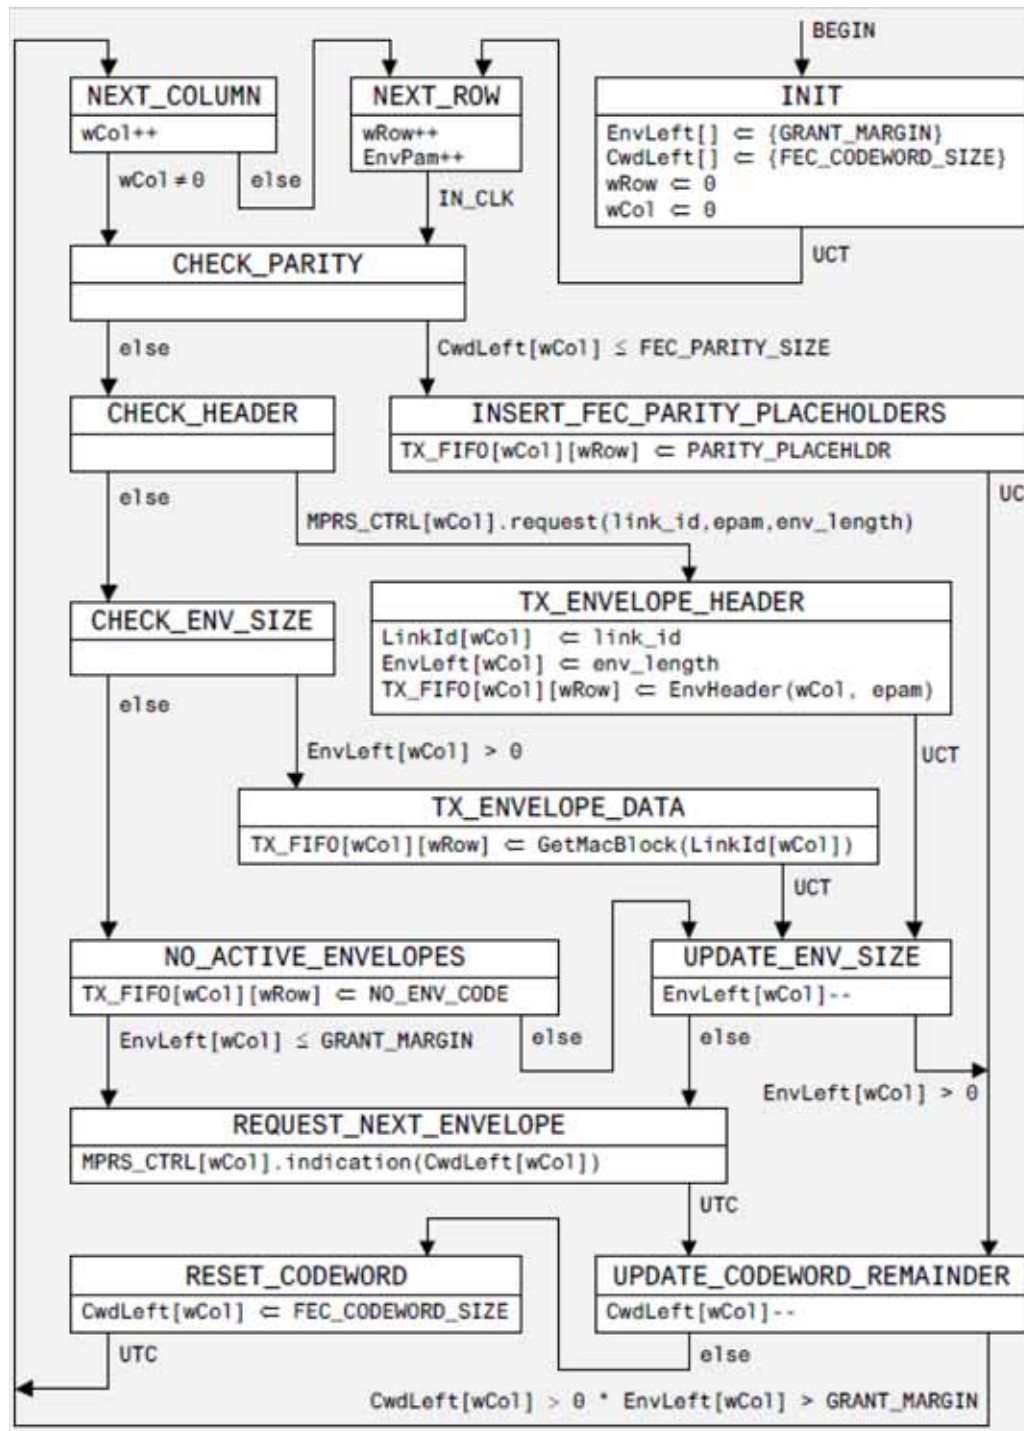 BEGIN
NEXT_COLUMN
wCol++
NEXT_ROW
wRow++
EnvPam++
INIT
EnvLeft[] ⇐ {GRANT_MARGIN}
CwdLeft[] ⇐ {FEC_CODEWORD_SIZE}
wRow ⇐ 0
wCol ⇐ 0
wCol ≠ 0
else
IN_CLK
UCT
CHECK_PARITY
else
CwdLeft[wCol] ≤ FEC_PARITY_SIZE
CHECK_HEADER
INSERT_FEC_PARITY_PLACEHOLDERS
TX_FIFO[wCol][wRow] ⇐ PARITY_PLACEHLDR
else
UC
MPRS_CTRL[wCol].request(link_id,epam,env_length)
CHECK_ENV_SIZE
TX_ENVELOPE_HEADER
LinkId[wCol] ⇐ link_id
EnvLeft[wCol] ⇐ env_length
TX_FIFO[wCol][wRow] ⇐ EnvHeader(wCol, epam)
else
EnvLeft[wCol] > 0
UCT
TX_ENVELOPE_DATA
TX_FIFO[wCol][wRow] ⇐ GetMacBlock(LinkId[wCol])
UCT
NO_ACTIVE_ENVELOPES
TX_FIFO[wCol][wRow] ⇐ NO_ENV_CODE
UPDATE_ENV_SIZE
EnvLeft[wCol]--
EnvLeft[wCol] ≤ GRANT_MARGIN
else
else
EnvLeft[wCol] > 0
REQUEST_NEXT_ENVELOPE
MPRS_CTRL[wCol].indication(CwdLeft[wCol])
UTC
RESET_CODEWORD
CwdLeft[wCol] ⇐ FEC_CODEWORD_SIZE
UPDATE_CODEWORD_REMAINDER
CwdLeft[wCol]--
UTC
else
CwdLeft[wCol] > 0 * EnvLeft[wCol] > GRANT_MARGIN